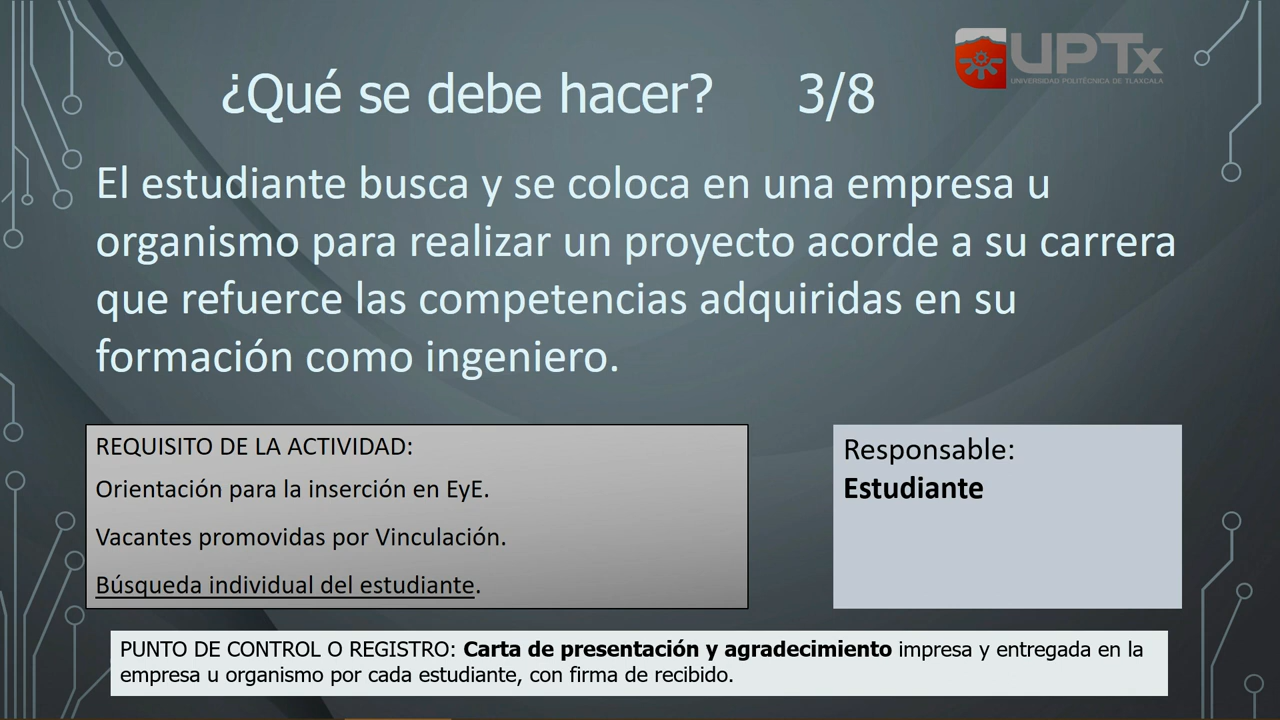 UPTx
UNIVERSIDAD POLITÉCNICA DE TLAXCALA
¿Qué se debe hacer? 3/8
El estudiante busca y se coloca en una empresa u
organismo para realizar un proyecto acorde a su carrera
que refuerce las competencias adquiridas en su
formación como ingeniero.
REQUISITO DE LA ACTIVIDAD:
Orientación para la inserción en EyE.
Vacantes promovidas por Vinculación.
Búsqueda individual del estudiante.
Responsable:
Estudiante
PUNTO DE CONTROL O REGISTRO: Carta de presentación y agradecimiento impresa y entregada en la
empresa u organismo por cada estudiante, con firma de recibido.